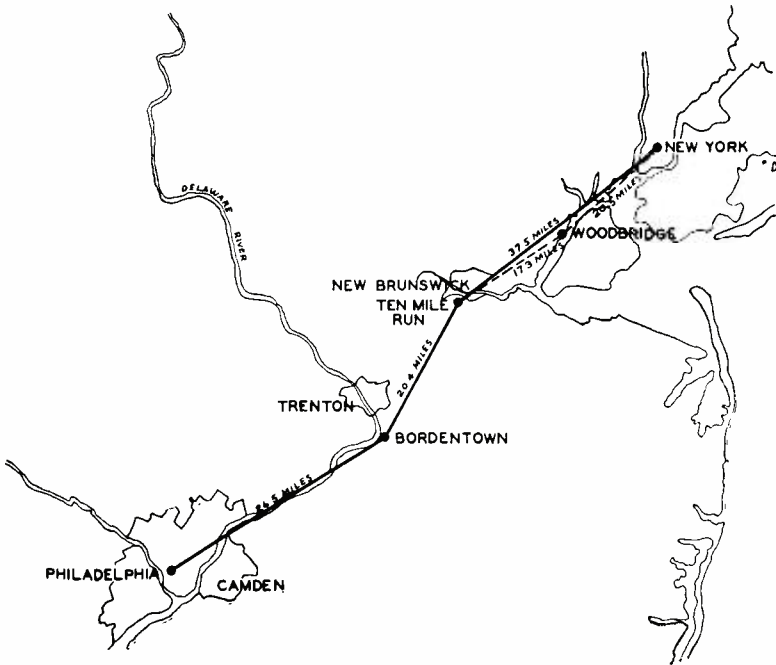 NEW YORK
D
DELAWARE
RIVER
20.5 MILES
37.5 MILES
WOODBRIDGE
17.3 MILES
NEW BRUNSWICK
TEN MILE
RUN
20.4 MILES
TRENTON
BORDENTOWN
26.5 MILES
PHILADELPHIA
CAMDEN